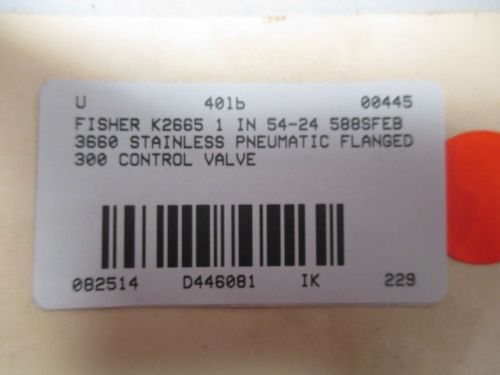 U 40lb 00445
FISHER K2665 1 IN 54-24 588SFEB
3660 STAINLESS PNEUMATIC FLANGED
300 CONTROL VALVE
082514 D446081 IK 229